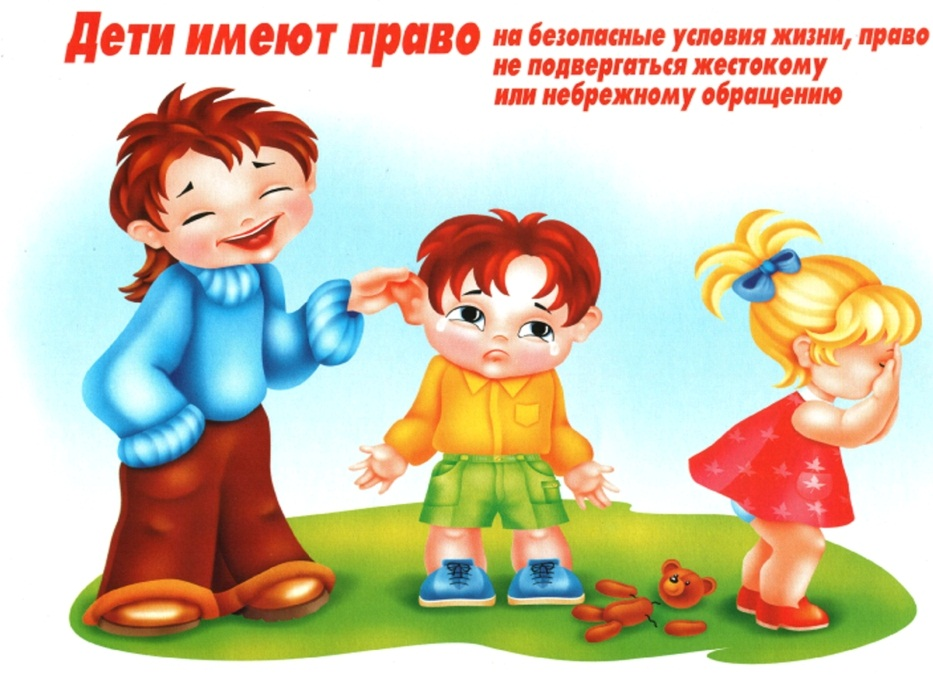 Дети имеют право на безопасные условия жизни, право
не подвергаться жестокому
или небрежному обращению